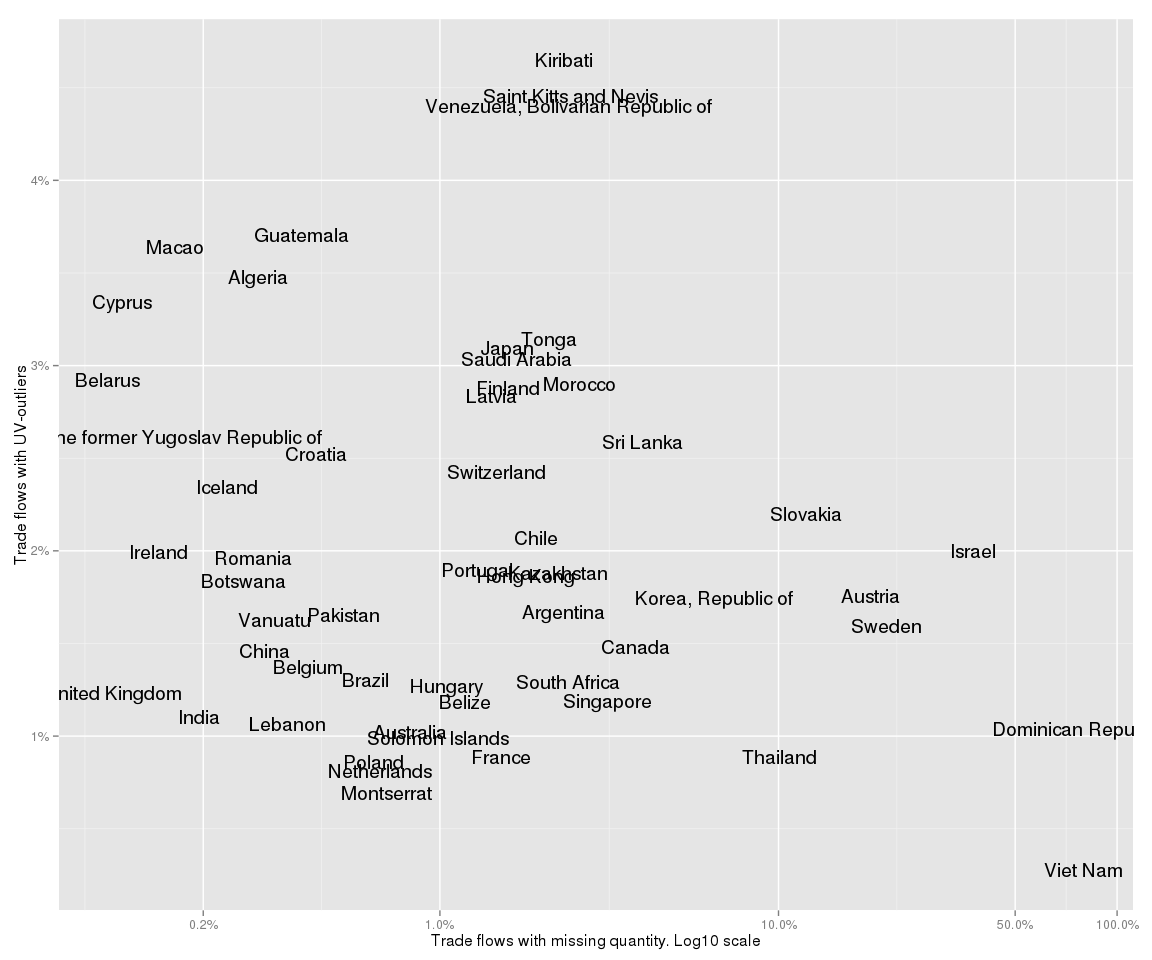 Kiribati
Saint Kitts and Nevis
Venezuela, Bolivarian Republic of
4%
Guatemala
Macao
Algeria
Cyprus
Tonga
Japan
Saudi Arabia
3%
Belarus
Morocco
Finland
Latvia
ne former Yugoslav Republic of
Sri Lanka
Croatia
Switzerland
Iceland
Slovakia
Chile
2%
Ireland
Israel
Romania
Portugal
Kazakhstan
Hong Kong
Botswana
Korea, Republic of
Austria
Argentina
Pakistan
Vanuatu
Sweden
Canada
China
Belgium
Brazil
South Africa
Hungary
nited Kingdom
Belize
Singapore
India
Lebanon
Australia
Dominican Repu
1%
Solomon Islands
France
Thailand
Poland
Netherlands
Montserrat
Viet Nam
0.2%
1.0%
10.0%
50.0%
100.0%
Trade flows with missing quantity. Log10 scale
Trade flows with UV-outliers